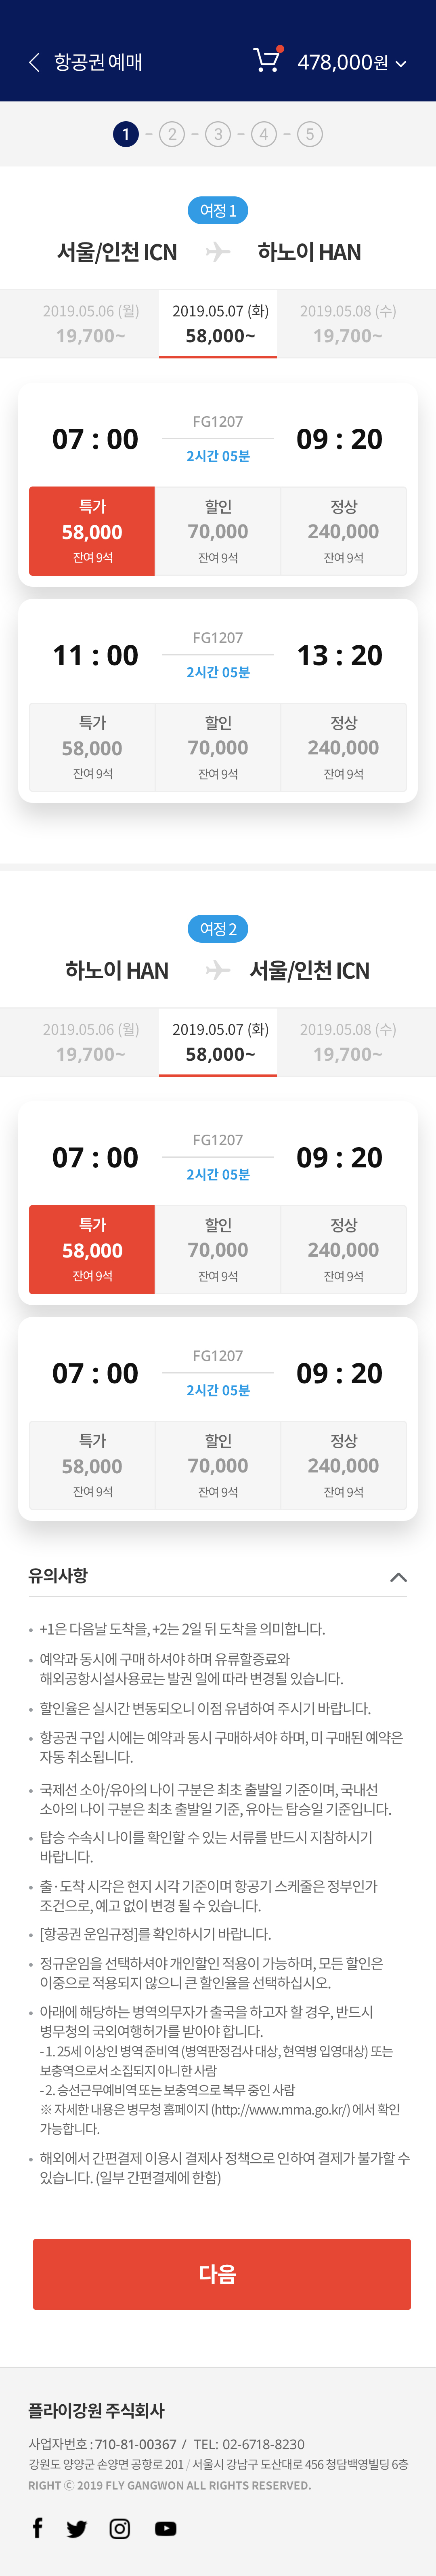 항공권 예매
478,000원
1 - 2 - 3 - 4 - 5
여정 1
서울/인천 ICN 하노이 HAN
2019.05.06 (월) 2019.05.07 (화) 2019.05.08 (수)
19,700~ 58,000~ 19,700~
FG1207
07 : 00 09 : 20
2시간 05분
특가 할인 정상
58,000 70,000 240,000
잔여 9석 잔여 9석 잔여 9석
FG1207
11 : 00 13 : 20
2시간 05분
특가 할인 정상
58,000 70,000 240,000
잔여 9석 잔여 9석 잔여 9석
여정 2
하노이 HAN 서울/인천 ICN
2019.05.06 (월) 2019.05.07 (화) 2019.05.08 (수)
19,700~ 58,000~ 19,700~
FG1207
07 : 00 09 : 20
2시간 05분
특가 할인 정상
58,000 70,000 240,000
잔여 9석 잔여 9석 잔여 9석
FG1207
07 : 00 09 : 20
2시간 05분
특가 할인 정상
58,000 70,000 240,000
잔여 9석 잔여 9석 잔여 9석
유의사항
• +1은 다음날 도착을, +2는 2일 뒤 도착을 의미합니다.
• 예약과 동시에 구매 하셔야 하며 유류할증료와
해외공항시설사용료는 발권 일에 따라 변경될 있습니다.
• 할인율은 실시간 변동되오니 이점 유념하여 주시기 바랍니다.
• 항공권 구입 시에는 예약과 동시 구매하셔야 하며, 미 구매된 예약은
자동 취소됩니다.
• 국제선 소아/유아의 나이 구분은 최초 출발일 기준이며, 국내선
소아의 나이 구분은 최초 출발일 기준, 유아는 탑승일 기준입니다.
• 탑승 수속시 나이를 확인할 수 있는 서류를 반드시 지참하시기
바랍니다.
• 출·도착 시각은 현지 시각 기준이며 항공기 스케줄은 정부인가
조건으로, 예고 없이 변경 될 수 있습니다.
• [항공권 운임규정]를 확인하시기 바랍니다.
• 정규운임을 선택하셔야 개인할인 적용이 가능하며, 모든 할인은
이중으로 적용되지 않으니 큰 할인율을 선택하십시오.
• 아래에 해당하는 병역의무자가 출국을 하고자 할 경우, 반드시
병무청의 국외여행허가를 받아야 합니다.
- 1. 25세 이상인 병역 준비역 (병역판정검사 대상, 현역병 입영대상) 또는
보충역으로서 소집되지 아니한 사람
- 2. 승선근무예비역 또는 보충역으로 복무 중인 사람
※ 자세한 내용은 병무청 홈페이지 (http://www.mma.go.kr/) 에서 확인
가능합니다.
• 해외에서 간편결제 이용시 결제사 정책으로 인하여 결제가 불가할 수
있습니다. (일부 간편결제에 한함)
다음
플라이강원 주식회사
사업자번호 : 710-81-00367 / TEL: 02-6718-8230
강원도 양양군 손양면 공항로 201 / 서울시 강남구 도산대로 456 청담백영빌딩 6층
RIGHT ⓒ 2019 FLY GANGWON ALL RIGHTS RESERVED.